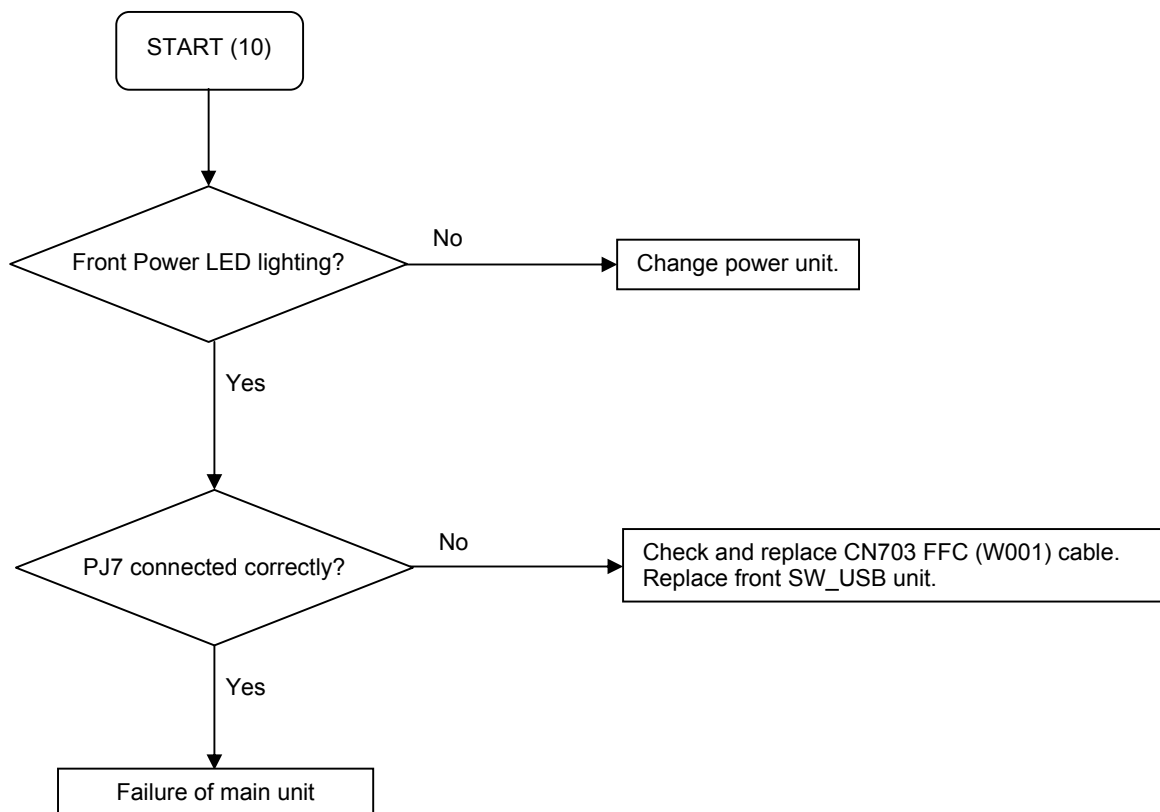 START (10)
Front Power LED lighting?
No
Change power unit.
Yes
PJ7 connected correctly?
No
Check and replace CN703 FFC (W001) cable.
Replace front SW_USB unit.
Yes
Failure of main unit